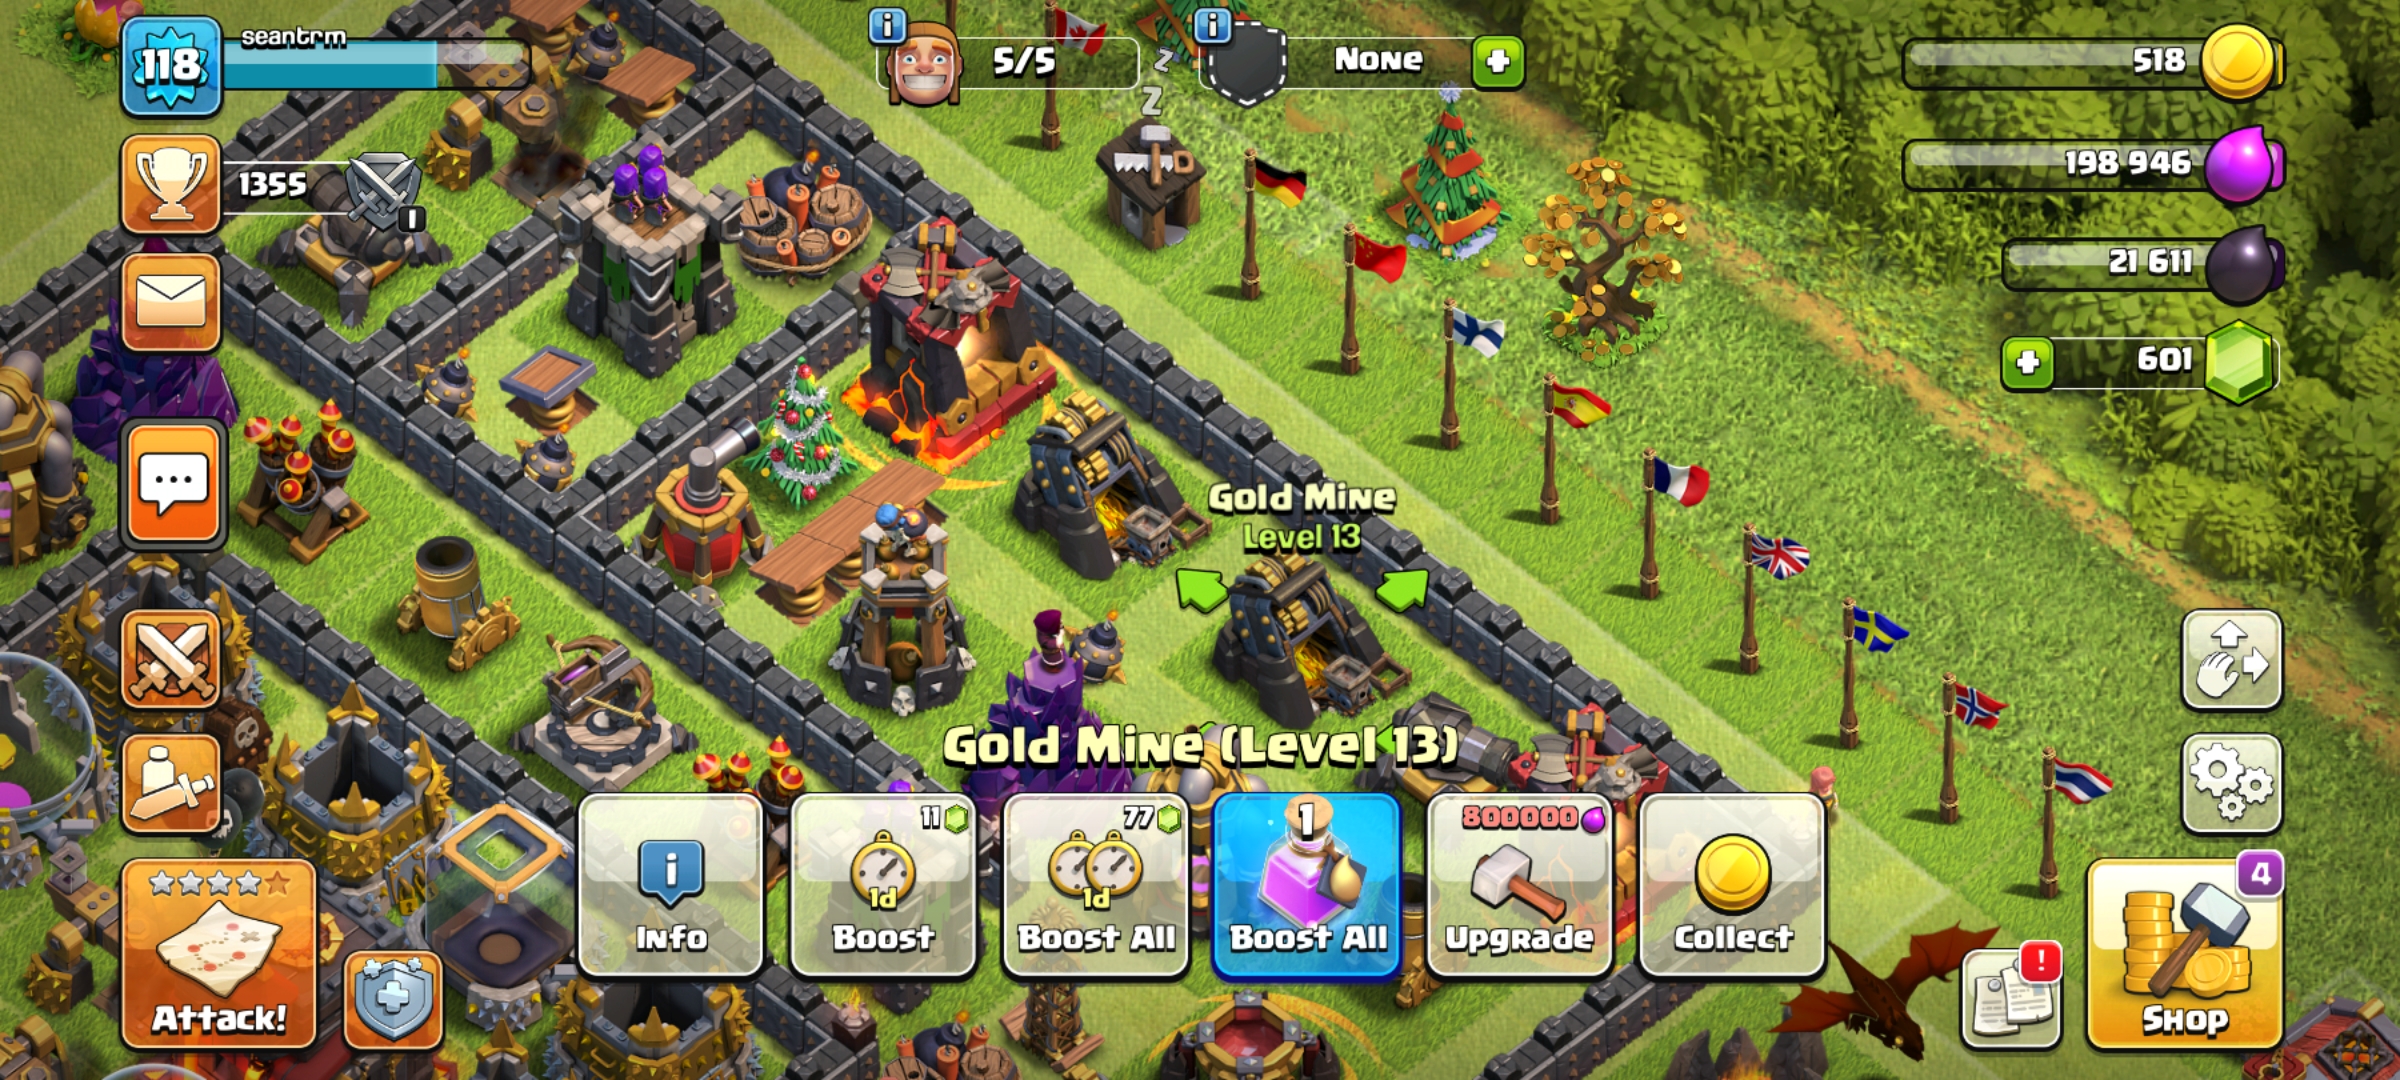 118
seantrm
5/5
None
518
1355
I
198 946
21 611
601
Gold Mine
Level 13
Gold Mine (Level 13)
Info
11
1d
Boost
77
1d
Boost All
1
Boost All
800000
Upgrade
Collect
Attack!
!
4
Shop
z
Z